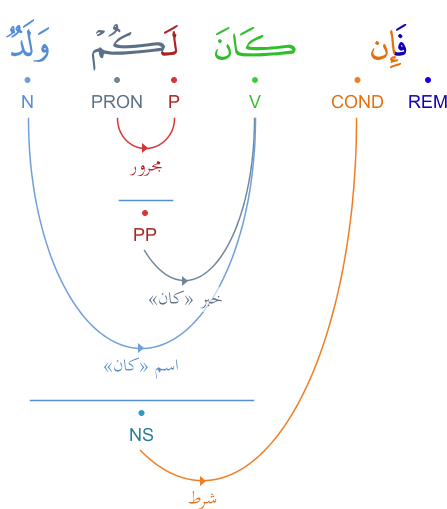 فَإِن كَانَ لَكُمْ وَلَدٌ
REM COND V P PRON N
مجرور
PP
خبر «كان»
اسم «كان»
NS
شرط